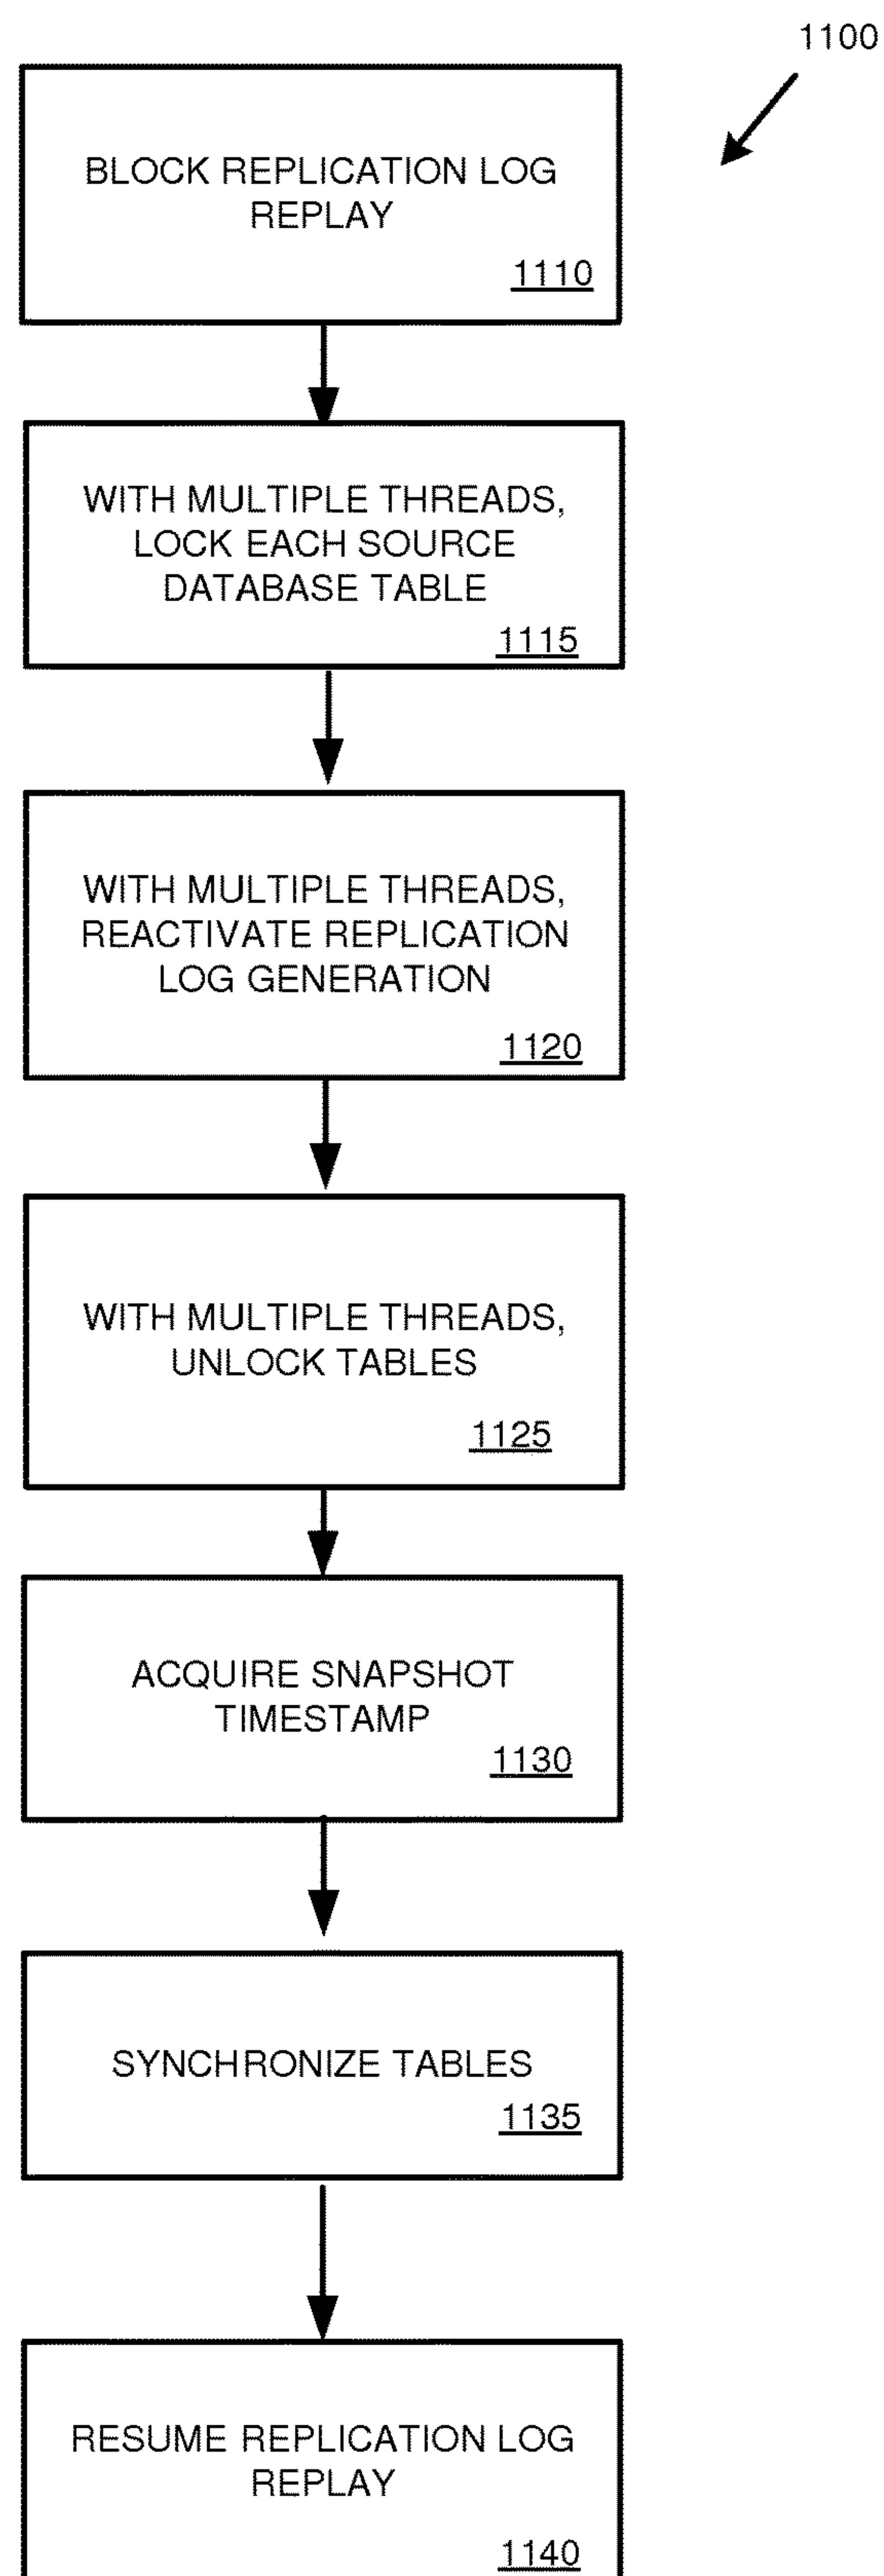 1100
BLOCK REPLICATION LOG
REPLAY
1110
WITH MULTIPLE THREADS,
LOCK EACH SOURCE
DATABASE TABLE
1115
WITH MULTIPLE THREADS,
REACTIVATE REPLICATION
LOG GENERATION
1120
WITH MULTIPLE THREADS,
UNLOCK TABLES
1125
ACQUIRE SNAPSHOT
TIMESTAMP
1130
SYNCHRONIZE TABLES
1135
RESUME REPLICATION LOG
REPLAY
1140